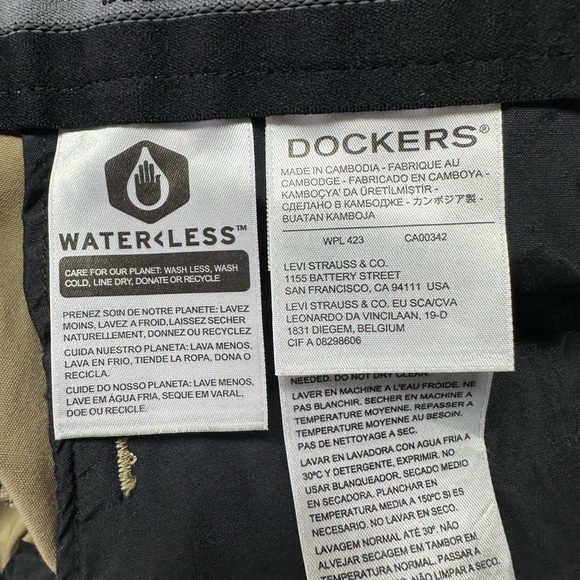 WATER<LESS™
CARE FOR OUR PLANET: WASH LESS, WASH
COLD, LINE DRY, DONATE OR RECYCLE
PRENEZ SOIN DE NOTRE PLANETE: LAVEZ
MOINS, LAVEZ A FROID, LAISSEZ SECHER
NATURELLEMENT, DONNEZ OU RECYCLEZ
CUIDA NUESTRO PLANETA: LAVA MENOS,
LAVA EN FRIO, TIENDE LA ROPA, DONA O
RECICLA.
CUIDE DO NOSSO PLANETA: LAVE MENOS,
LAVE EM ÁGUA FRIA, SEQUE EM VARAL,
DOE OU RECICLE
DOCKERS®
MADE IN CAMBODIA - FABRIQUE AU
CAMBODGE - FABRICADO EN CAMBOYA -
KAMBOÇYA' DA ÜRETİLMİŞTİR -
СДЕЛАНО В КАМБОДЖЕ - カンボジア製 -
BUATAN KAMBOJA
WPL 423 CA00342
LEVI STRAUSS & CO.
1155 BATTERY STREET
SAN FRANCISCO, CA 94111 USA
LEVI STRAUSS & CO. EU SCA/CVA
LEONARDO DA VINCILAAN, 19-D
1831 DIEGEM, BELGIUM
CIF A 08298606
NEEDED. DO NOT DRY CLEAN.
LAVER EN MACHINE A L'EAU FROIDE. NE
PAS BLANCHIR. SECHER EN MACHINE A
TEMPERATURE MOYENNE. REPASSER A
TEMPERATURE MOYENNE AU BESOIN.
PAS DE NETTOYAGE A SEC.
LAVAR EN LAVADORA CON AGUA FRIA A
30ºC Y DETERGENTE, EXPRIMIR. NO
USAR BLANQUEADOR. SECADO MEDIO
EN SECADORA. PLANCHAR EN
TEMPERATURA MEDIA A 150ºC SI ES
NECESARIO. NO LAVAR EN SECO.
LAVAGEM NORMAL ATÉ 30º, NÃO
ALVEJAR SECAGEM EM TAMBOR EM
TEMPERATURA NORMAL. PASSAR A